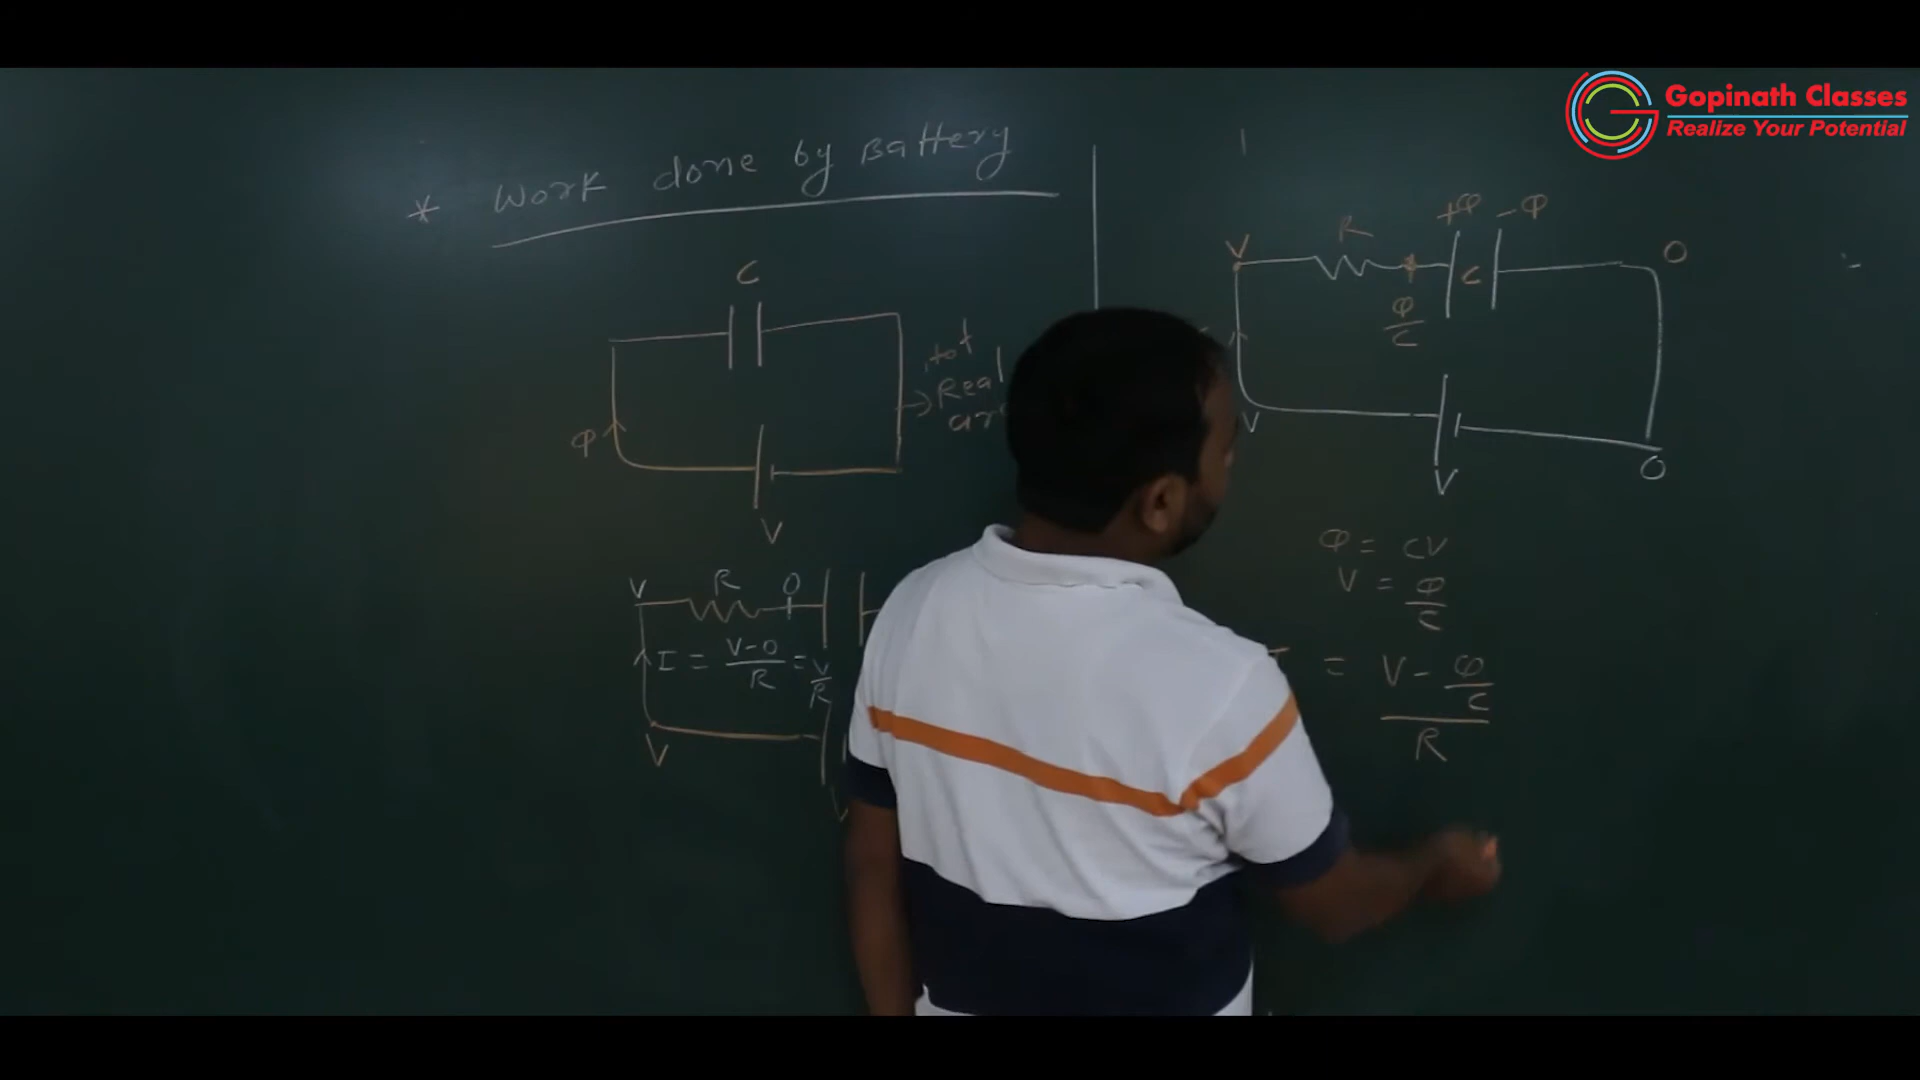 Gopinath Classes
Realize Your Potential
* Work done by Battery
C
Real
φ
V
V R 0
I = V-0/R = V/R
V
V R +φ -φ 0
C
φ/C
V
V
0
φ = CV
V = φ/C
= V - φ/C
R